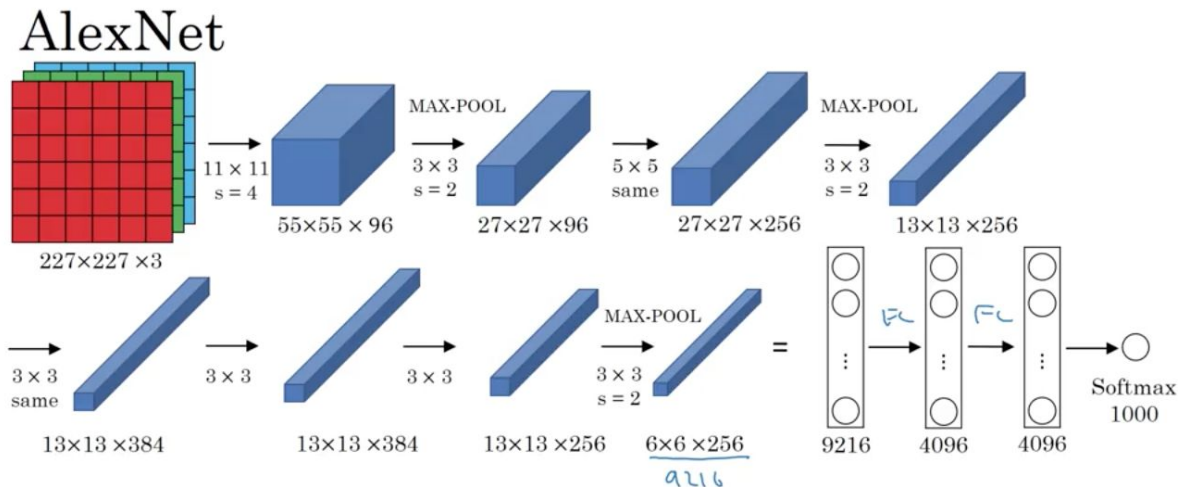 AlexNet
227×227 ×3
11 × 11
s = 4
55×55 × 96
MAX-POOL
3 × 3
s = 2
27×27 ×96
5 × 5
same
27×27 ×256
MAX-POOL
3 × 3
s = 2
13×13 ×256
3 × 3
same
13×13 ×384
3 × 3
13×13 ×384
3 × 3
13×13 ×256
MAX-POOL
3 × 3
s = 2
6×6 ×256
9216
=
9216
FC
4096
FC
4096
Softmax
1000